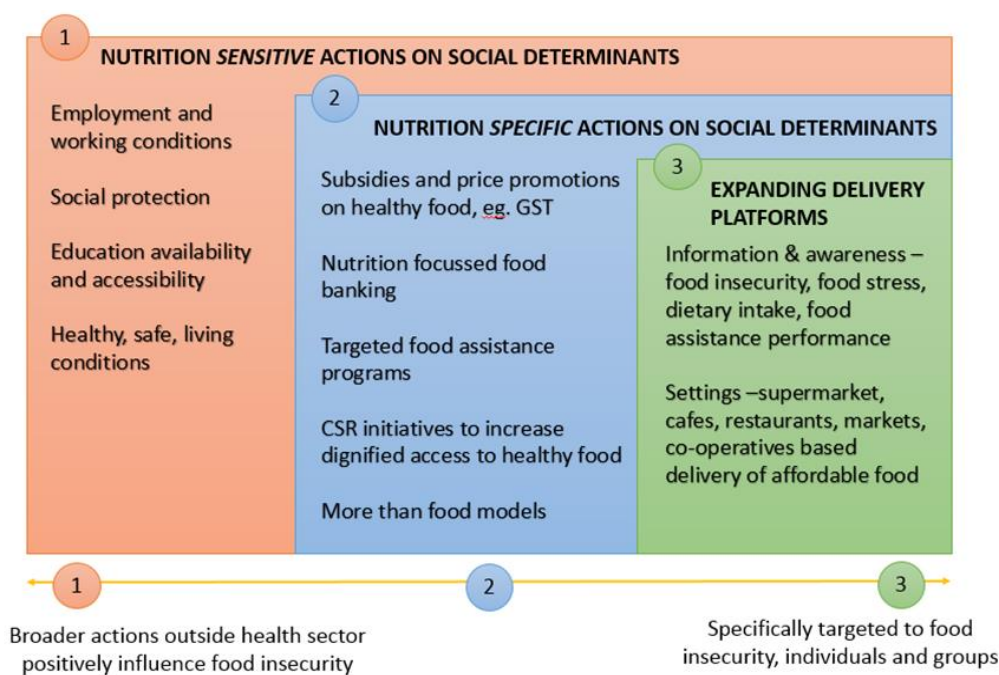 1
NUTRITION SENSITIVE ACTIONS ON SOCIAL DETERMINANTS
Employment and
working conditions
Social protection
Education availability
and accessibility
Healthy, safe, living
conditions
2
NUTRITION SPECIFIC ACTIONS ON SOCIAL DETERMINANTS
Subsidies and price promotions
on healthy food, eg. GST
Nutrition focussed food
banking
Targeted food assistance
programs
CSR initiatives to increase
dignified access to healthy food
More than food models
3
EXPANDING DELIVERY
PLATFORMS
Information & awareness –
food insecurity, food stress,
dietary intake, food
assistance performance
Settings –supermarket,
cafes, restaurants, markets,
co-operatives based
delivery of affordable food
1
2
3
Broader actions outside health sector
positively influence food insecurity
Specifically targeted to food
insecurity, individuals and groups